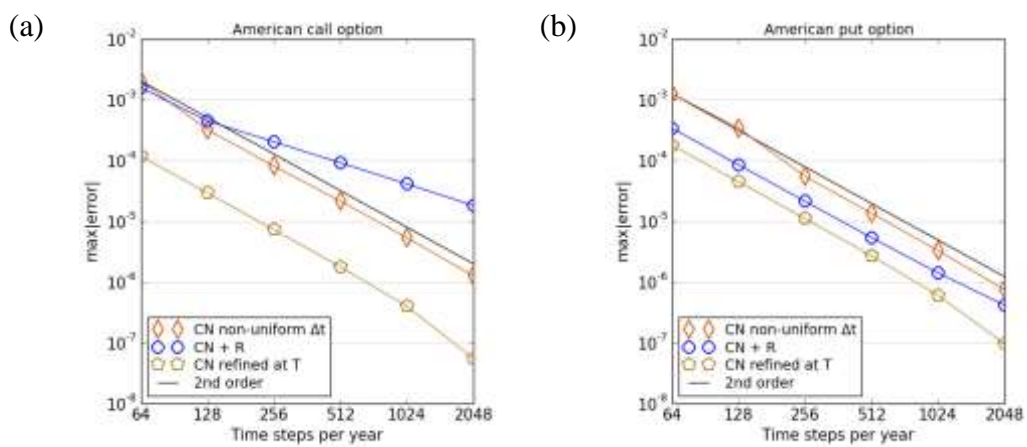 (a)
American call option
max|error|
10^-2
10^-3
10^-4
10^-5
10^-6
10^-7
10^-8
64 128 256 512 1024 2048
Time steps per year
CN non-uniform Δt
CN + R
CN refined at T
2nd order
(b)
American put option
max|error|
10^-2
10^-3
10^-4
10^-5
10^-6
10^-7
10^-8
64 128 256 512 1024 2048
Time steps per year
CN non-uniform Δt
CN + R
CN refined at T
2nd order